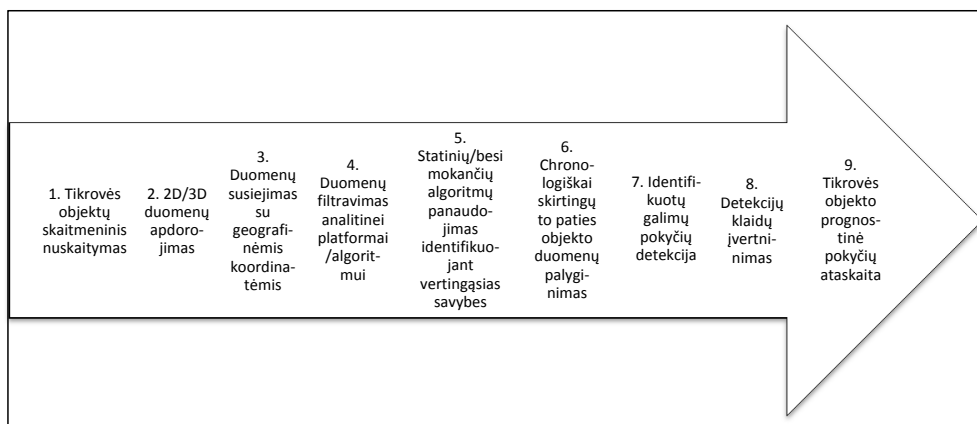 1. Tikrovės
objektų
skaitmeninis
nuskaitymas
2. 2D/3D
duomenų
apdoro-
jimas
3.
Duomenų
susiejimas
su
geografi-
nėmis
koordina-
tėmis
4.
Duomenų
filtravimas
analitinei
platformai
/algorit-
mui
5.
Statinių/besi
mokančių
algoritmų
panaudo-
jimas
identifikuo-
jant
vertingąsias
savybes
6.
Chrono-
logiškai
skirtingų
to paties
objekto
duomenų
palygi-
nimas
7. Identifi-
kuotų
galimų
pokyčių
detekcija
8.
Detekcijų
klaidų
įvertni-
nimas
9.
Tikrovės
objekto
prognos-
tinė
pokyčių
ataskaita